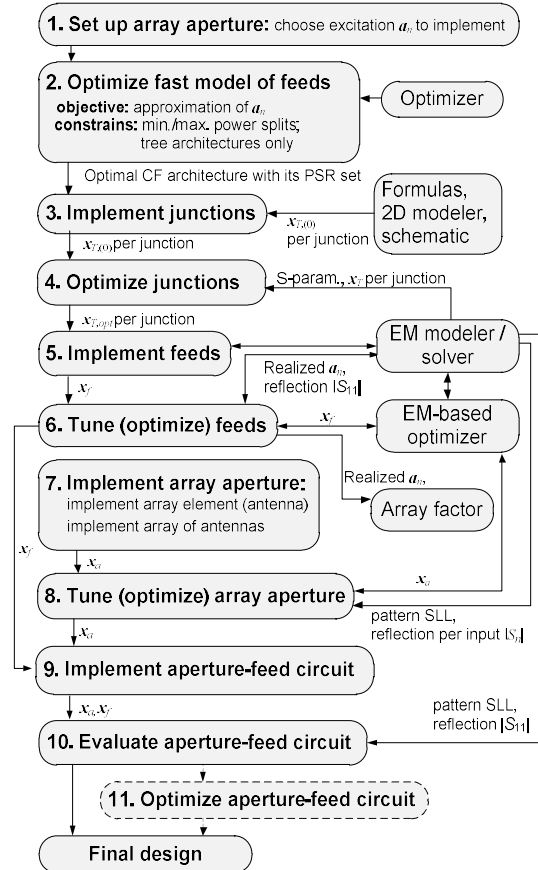 1. Set up array aperture: choose excitation aₙ to implement
2. Optimize fast model of feeds
objective: approximation of aₙ
constrains: min./max. power splits;
tree architectures only
Optimizer
Optimal CF architecture with its PSR set
3. Implement junctions
x_T,(0)
per junction
Formulas,
2D modeler,
schematic
x_T,(0) per junction
4. Optimize junctions
S-param., x_T per junction
x_T,opt per junction
5. Implement feeds
EM modeler /
solver
Realized aₙ,
reflection |S₁₁|
x_f
6. Tune (optimize) feeds
x_f
EM-based
optimizer
Realized aₙ,
Array factor
7. Implement array aperture:
implement array element (antenna)
implement array of antennas
x_f
x_a
x_a
8. Tune (optimize) array aperture
pattern SLL,
reflection per input |S_n|
x_a
9. Implement aperture-feed circuit
x_a, x_f
pattern SLL,
reflection |S₁₁|
10. Evaluate aperture-feed circuit
11. Optimize aperture-feed circuit
Final design